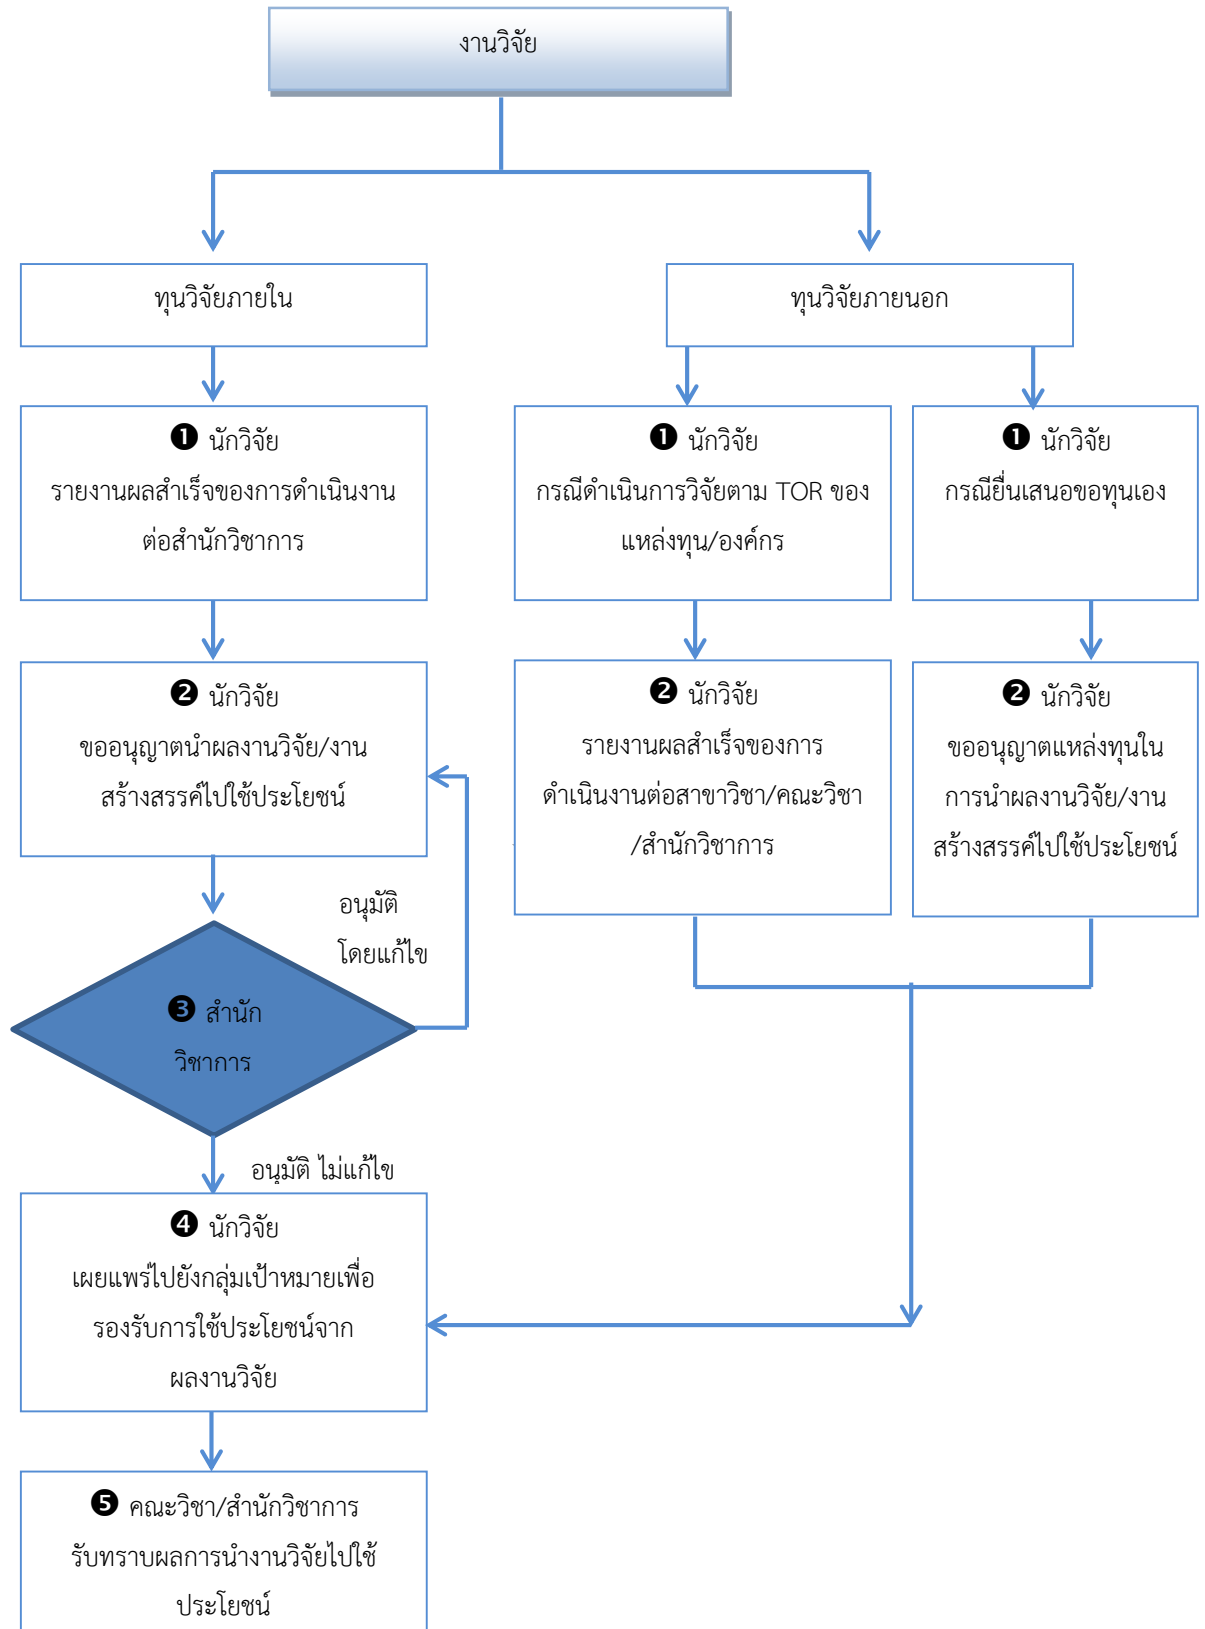 งานวิจัย
ทุนวิจัยภายใน
ทุนวิจัยภายนอก
❶ นักวิจัย
รายงานผลสำเร็จของการดำเนินงาน
ต่อสำนักวิชาการ
❶ นักวิจัย
กรณีดำเนินการวิจัยตาม TOR ของ
แหล่งทุน/องค์กร
❶ นักวิจัย
กรณียื่นเสนอขอทุนเอง
❷ นักวิจัย
ขออนุญาตนำผลงานวิจัย/งาน
สร้างสรรค์ไปใช้ประโยชน์
❷ นักวิจัย
รายงานผลสำเร็จของการ
ดำเนินงานต่อสาขาวิชา/คณะวิชา
/สำนักวิชาการ
❷ นักวิจัย
ขออนุญาตแหล่งทุนใน
การนำผลงานวิจัย/งาน
สร้างสรรค์ไปใช้ประโยชน์
อนุมัติ
โดยแก้ไข
❸ สำนัก
วิชาการ
อนุมัติ ไม่แก้ไข
❹ นักวิจัย
เผยแพร่ไปยังกลุ่มเป้าหมายเพื่อ
รองรับการใช้ประโยชน์จาก
ผลงานวิจัย
❺ คณะวิชา/สำนักวิชาการ
รับทราบผลการนำงานวิจัยไปใช้
ประโยชน์